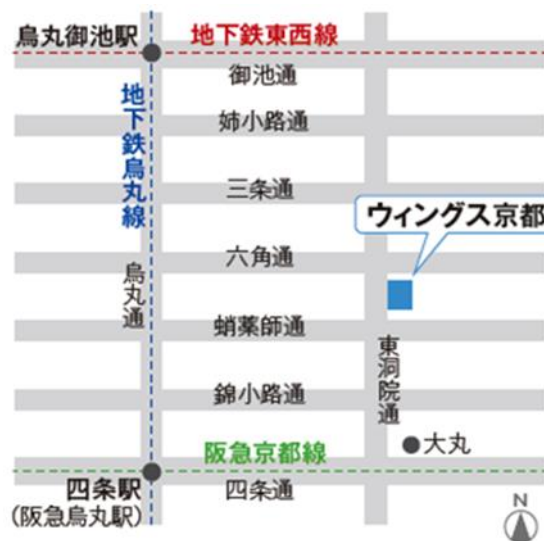 烏丸御池駅
地下鉄東西線
御池通
地下鉄烏丸線
姉小路通
三条通
ウィングス京都
六角通
烏丸通
蛸薬師通
東洞院通
錦小路通
大丸
阪急京都線
四条駅
(阪急烏丸駅)
四条通
N